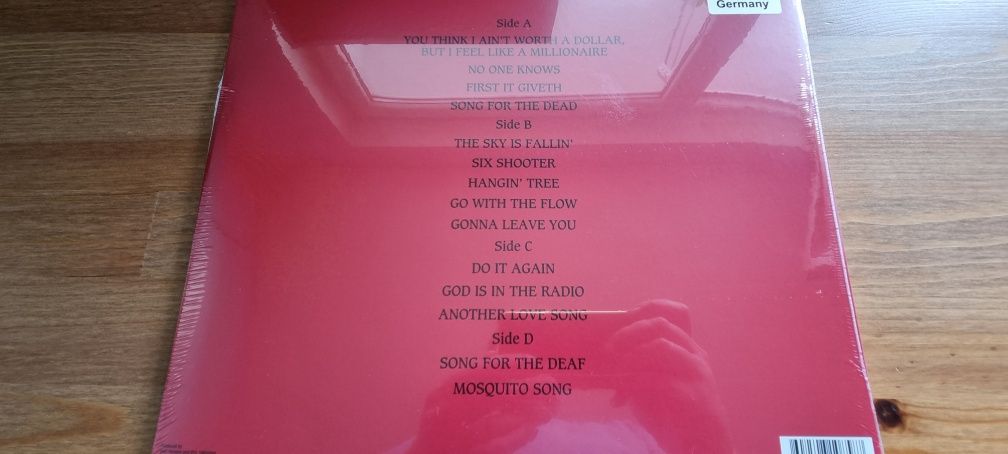 Germany
Side A
YOU THINK I AIN'T WORTH A DOLLAR,
BUT I FEEL LIKE A MILLIONAIRE
NO ONE KNOWS
FIRST IT GIVETH
SONG FOR THE DEAD
Side B
THE SKY IS FALLIN'
SIX SHOOTER
HANGIN' TREE
GO WITH THE FLOW
GONNA LEAVE YOU
Side C
DO IT AGAIN
GOD IS IN THE RADIO
ANOTHER LOVE SONG
Side D
SONG FOR THE DEAF
MOSQUITO SONG